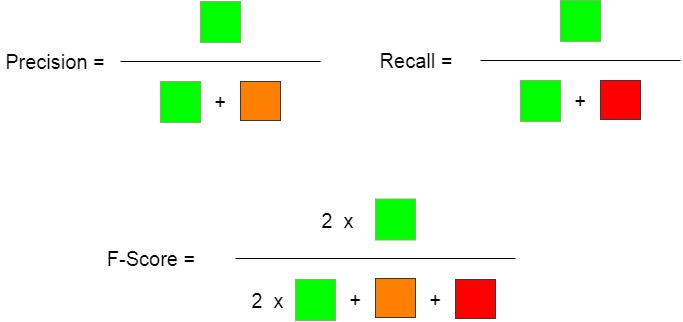 Precision =
+
Recall =
+
2 x
F-Score =
2 x + +